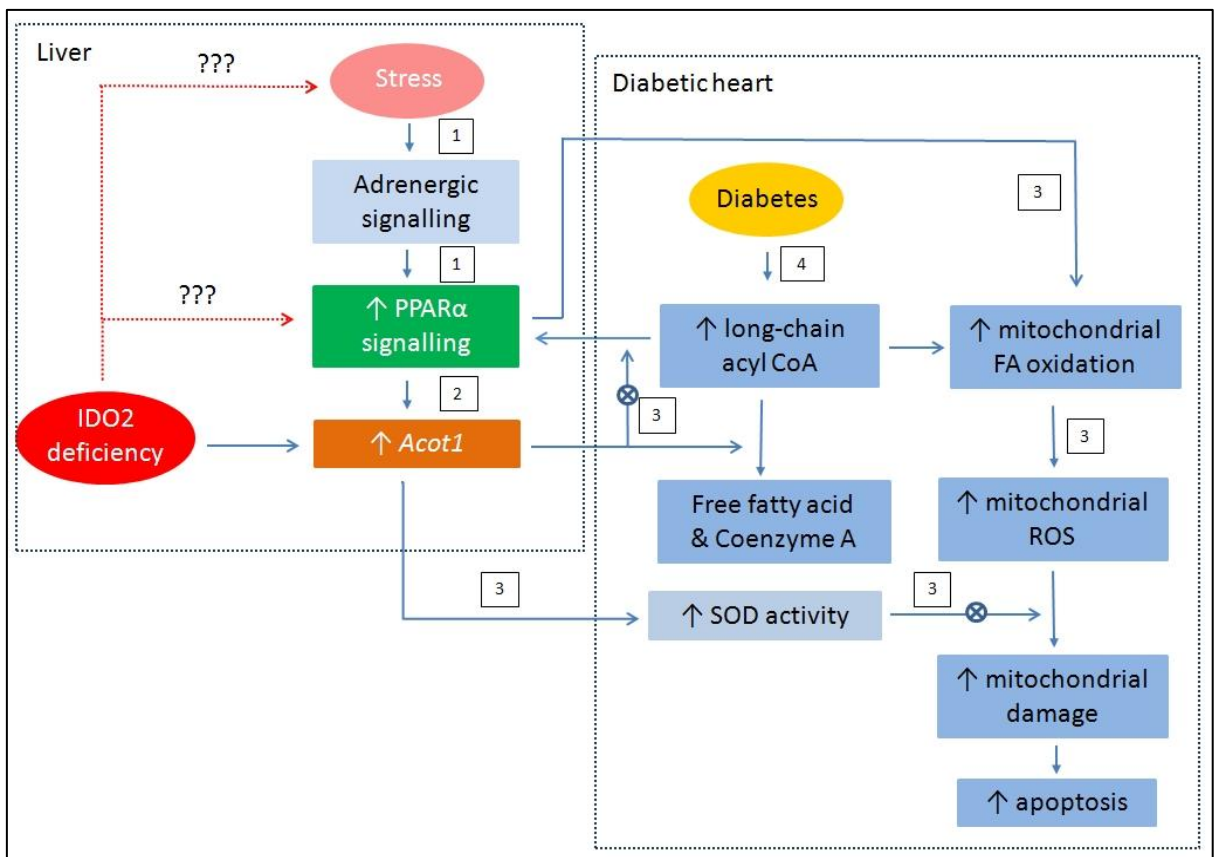 Liver
???
Stress
1
Adrenergic
signalling
1
???
↑ PPARα
signalling
2
IDO2
deficiency
↑ Acot1
3
Diabetic heart
Diabetes
4
3
↑ long-chain
acyl CoA
↑ mitochondrial
FA oxidation
3
3
Free fatty acid
& Coenzyme A
↑ mitochondrial
ROS
↑ SOD activity
3
↑ mitochondrial
damage
↑ apoptosis